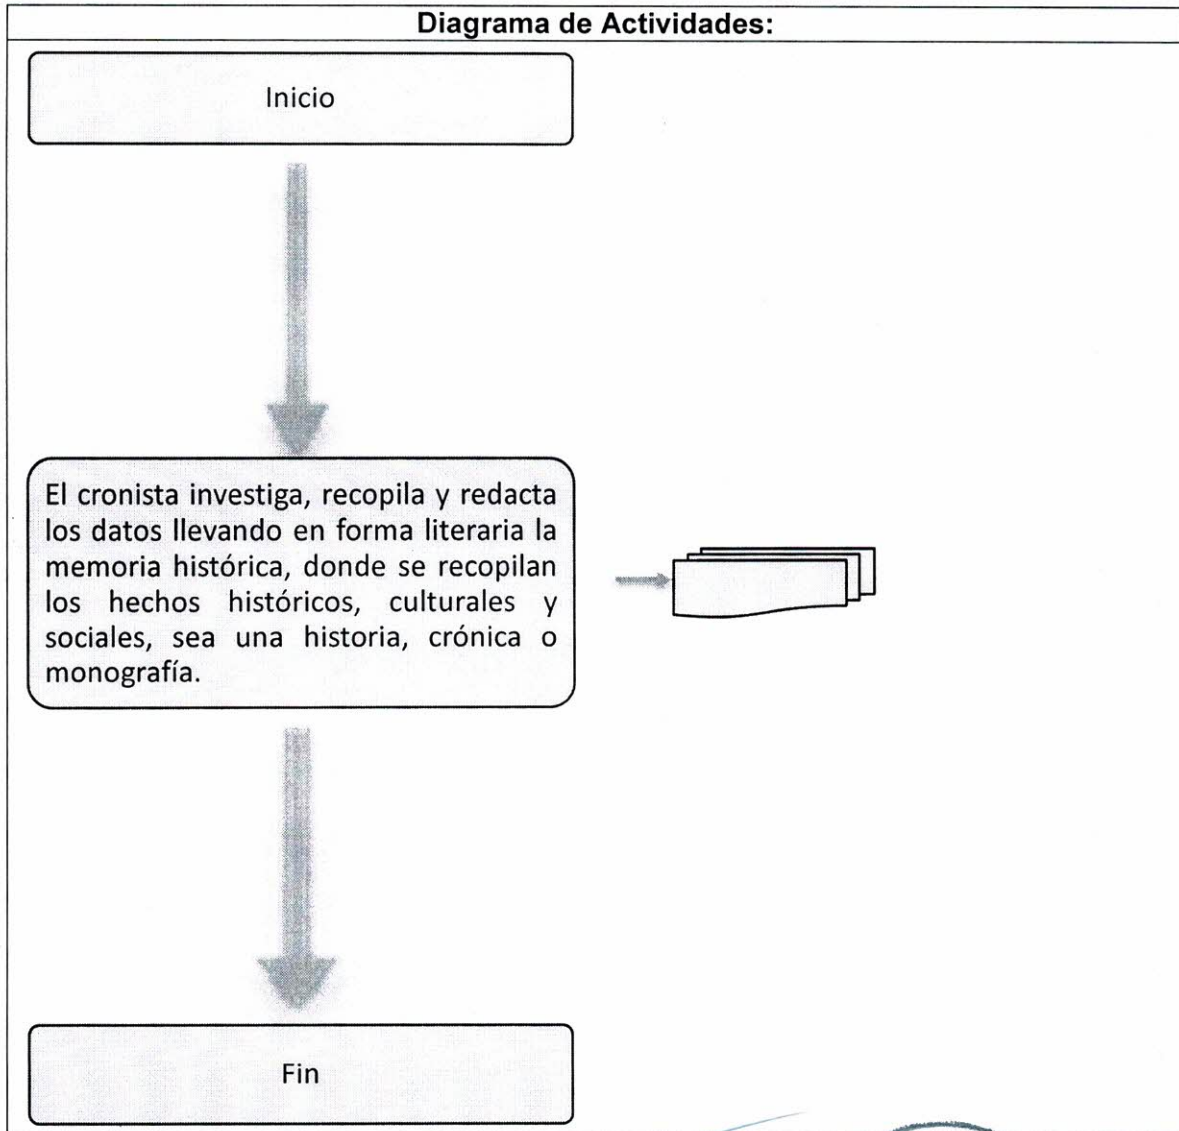 Diagrama de Actividades:
Inicio
El cronista investiga, recopila y redacta
los datos llevando en forma literaria la
memoria histórica, donde se recopilan
los hechos históricos, culturales y
sociales, sea una historia, crónica o
monografía.
Fin